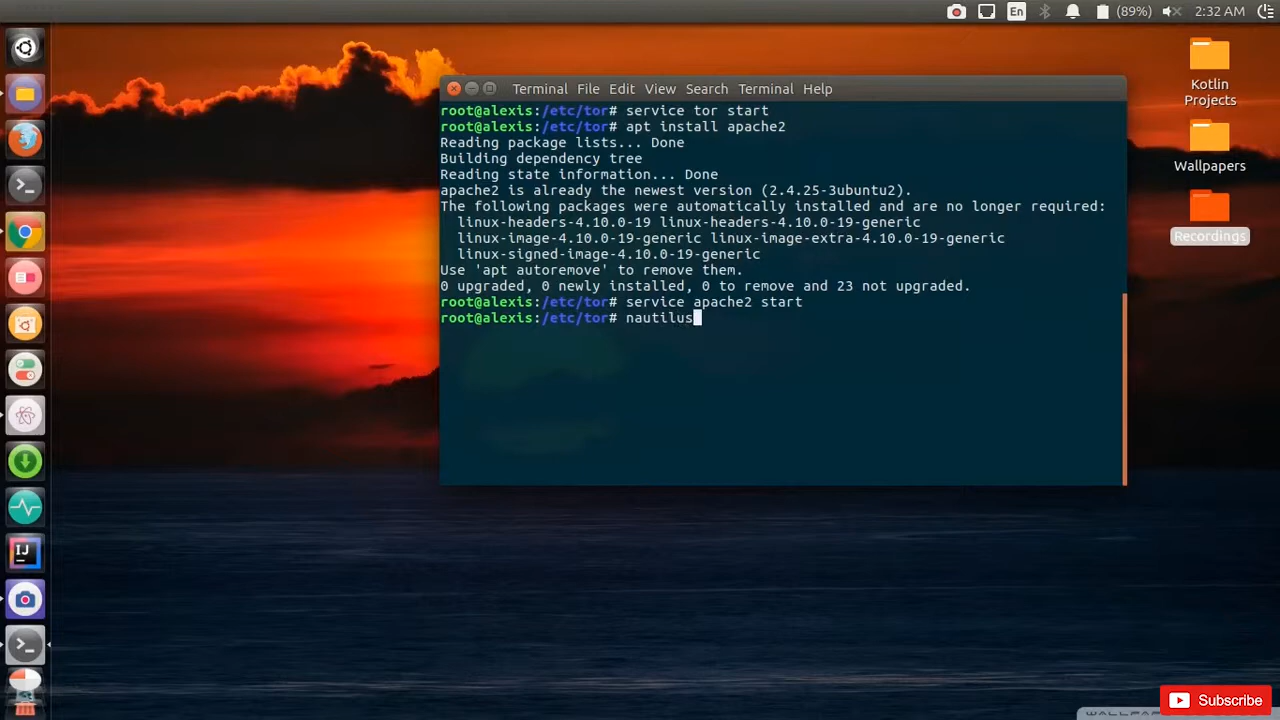 En (89%) 2:32 AM
Kotlin
Projects
Wallpapers
Recordings
Terminal File Edit View Search Terminal Help
root@alexis:/etc/tor# service tor start
root@alexis:/etc/tor# apt install apache2
Reading package lists... Done
Building dependency tree
Reading state information... Done
apache2 is already the newest version (2.4.25-3ubuntu2).
The following packages were automatically installed and are no longer required:
linux-headers-4.10.0-19 linux-headers-4.10.0-19-generic
linux-image-4.10.0-19-generic linux-image-extra-4.10.0-19-generic
linux-signed-image-4.10.0-19-generic
Use 'apt autoremove' to remove them.
0 upgraded, 0 newly installed, 0 to remove and 23 not upgraded.
root@alexis:/etc/tor# service apache2 start
root@alexis:/etc/tor# nautilus
IJ
Subscribe